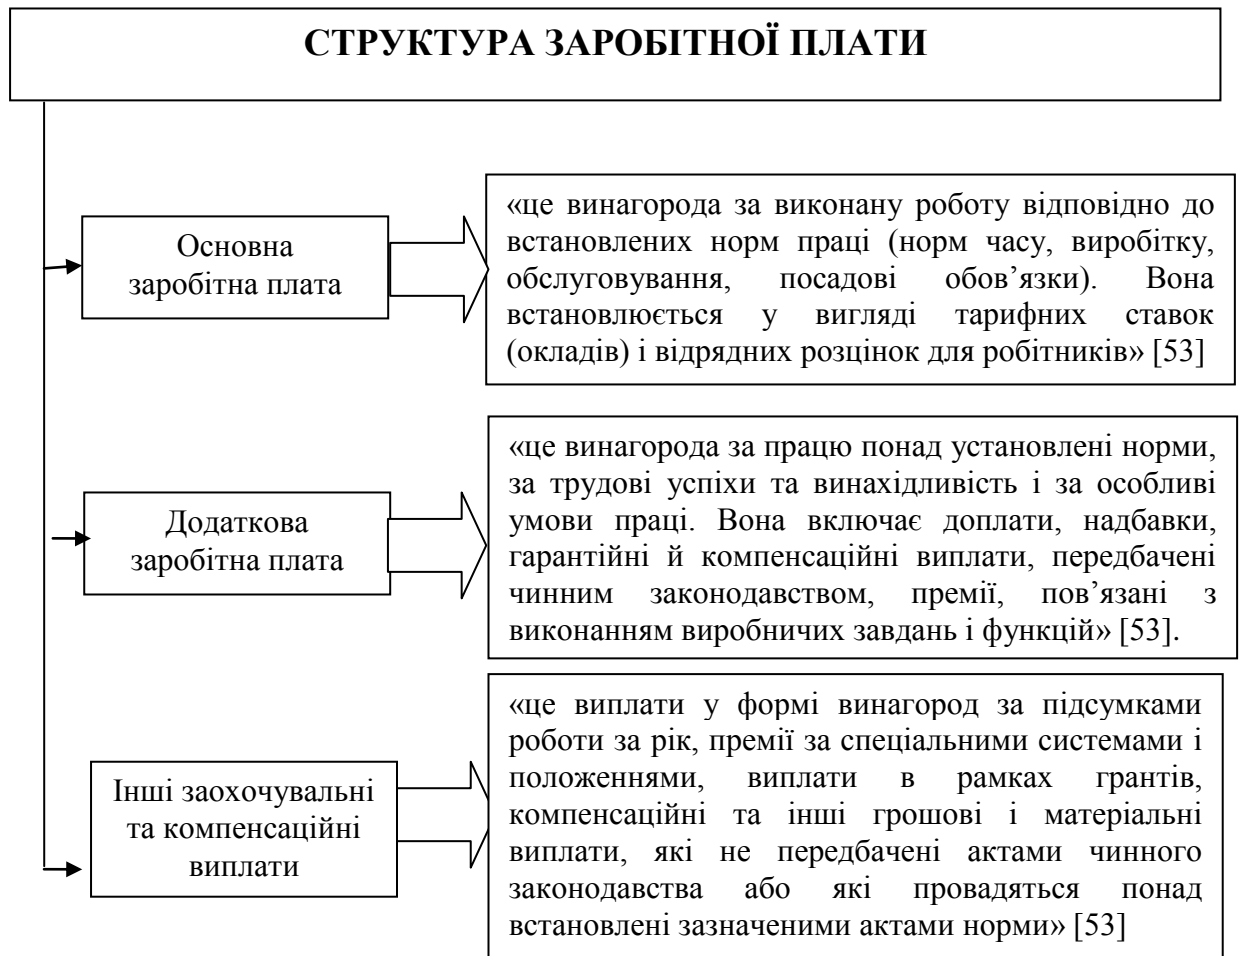 СТРУКТУРА ЗАРОБІТНОЇ ПЛАТИ
Основна
заробітна плата
«це винагорода за виконану роботу відповідно до
встановлених норм праці (норм часу, виробітку,
обслуговування, посадові обов’язки). Вона
встановлюється у вигляді тарифних ставок
(окладів) і відрядних розцінок для робітників» [53]
Додаткова
заробітна плата
«це винагорода за працю понад установлені норми,
за трудові успіхи та винахідливість і за особливі
умови праці. Вона включає доплати, надбавки,
гарантійні й компенсаційні виплати, передбачені
чинним законодавством, премії, пов’язані з
виконанням виробничих завдань і функцій» [53].
Інші заохочувальні
та компенсаційні
виплати
«це виплати у формі винагород за підсумками
роботи за рік, премії за спеціальними системами і
положеннями, виплати в рамках грантів,
компенсаційні та інші грошові і матеріальні
виплати, які не передбачені актами чинного
законодавства або які провадяться понад
встановлені зазначеними актами норми» [53]